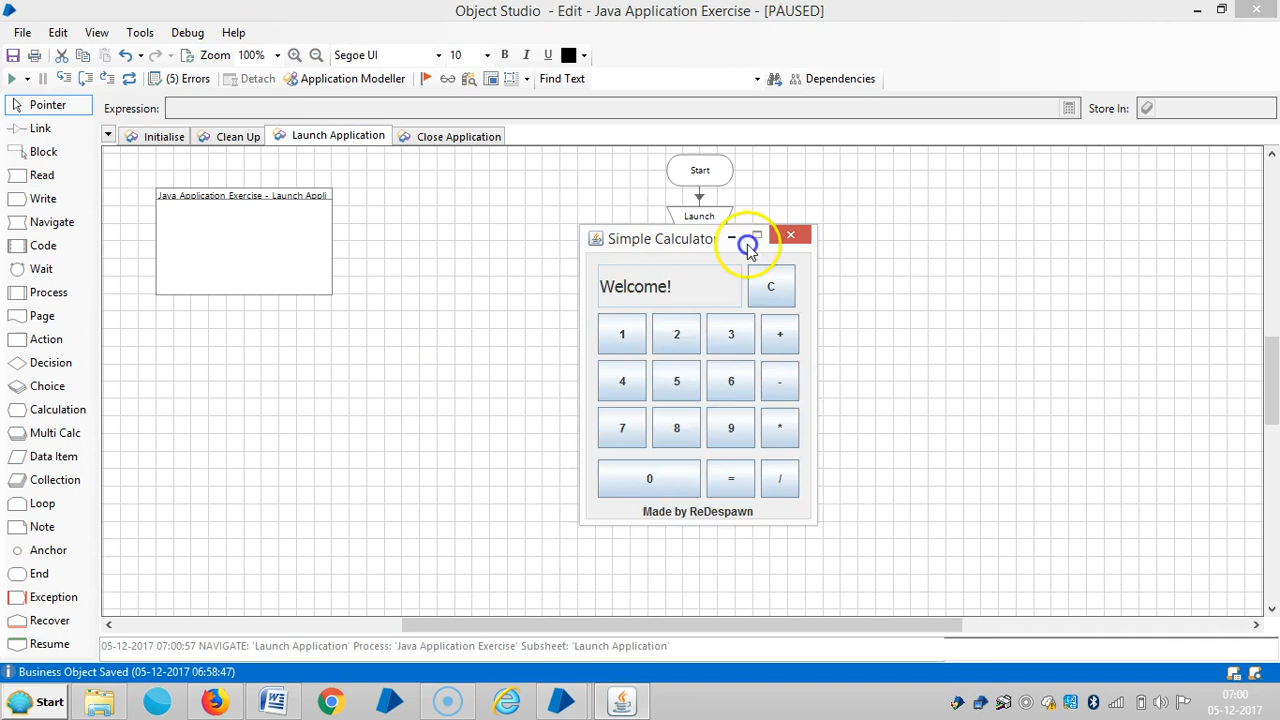 Object Studio - Edit - Java Application Exercise - [PAUSED]
File Edit View Tools Debug Help
Zoom 100% Segoe UI 10 B I U
(5) Errors Detach Application Modeller Find Text Dependencies
Pointer
Expression: Store In:
Link
Initialise Clean Up Launch Application Close Application
Block
Read
Write
Navigate
Code
Wait
Process
Page
Action
Decision
Choice
Calculation
Multi Calc
Data Item
Collection
Loop
Note
Anchor
End
Exception
Recover
Resume
Java Application Exercise - Launch Appli
Start
Launch
Simple Calculator
Welcome! C
1 2 3 +
4 5 6 -
7 8 9 *
0 = /
Made by ReDespawn
05-12-2017 07:00:57 NAVIGATE: 'Launch Application' Process: 'Java Application Exercise' Subsheet: 'Launch Application'
Business Object Saved (05-12-2017 06:58:47)
Start
07:00
05-12-2017